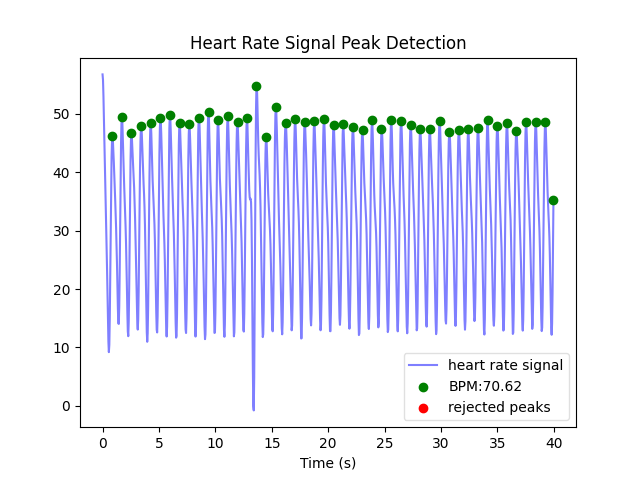 Heart Rate Signal Peak Detection
50
40
30
20
10
0
heart rate signal
BPM:70.62
rejected peaks
0 5 10 15 20 25 30 35 40
Time (s)